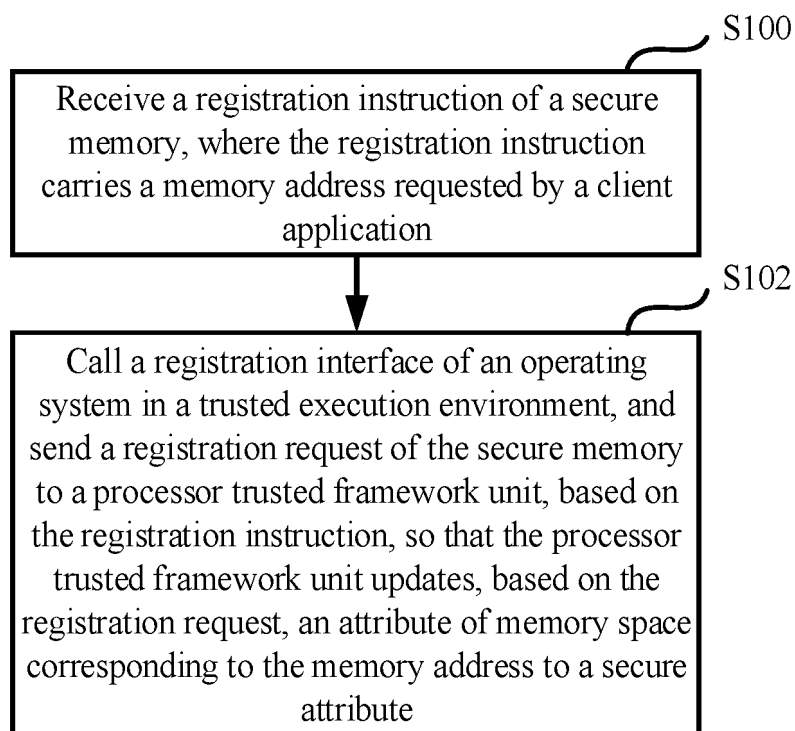 S100
Receive a registration instruction of a secure
memory, where the registration instruction
carries a memory address requested by a client
application
S102
Call a registration interface of an operating
system in a trusted execution environment, and
send a registration request of the secure memory
to a processor trusted framework unit, based on
the registration instruction, so that the processor
trusted framework unit updates, based on the
registration request, an attribute of memory space
corresponding to the memory address to a secure
attribute